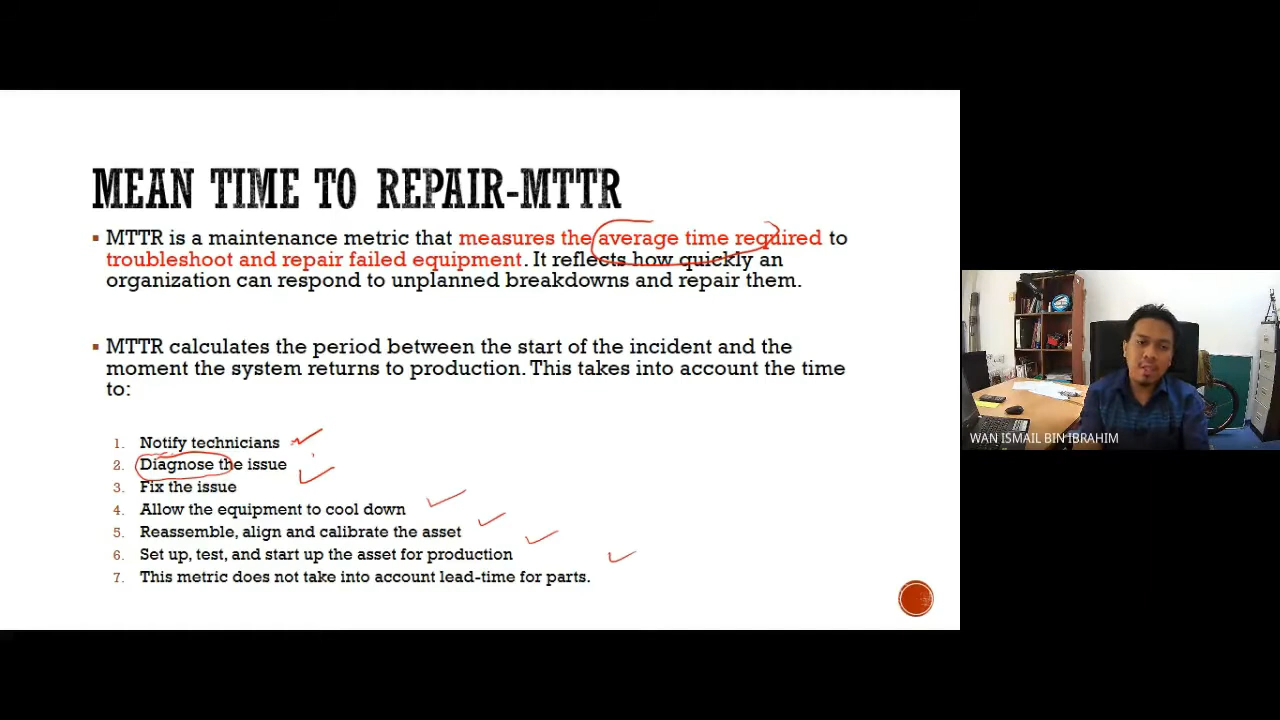 MEAN TIME TO REPAIR-MTTR
MTTR is a maintenance metric that measures the average time required to
troubleshoot and repair failed equipment. It reflects how quickly an
organization can respond to unplanned breakdowns and repair them.
MTTR calculates the period between the start of the incident and the
moment the system returns to production. This takes into account the time
to:
1. Notify technicians
2. Diagnose the issue
3. Fix the issue
4. Allow the equipment to cool down
5. Reassemble, align and calibrate the asset
6. Set up, test, and start up the asset for production
7. This metric does not take into account lead-time for parts.
WAN ISMAIL BIN IBRAHIM